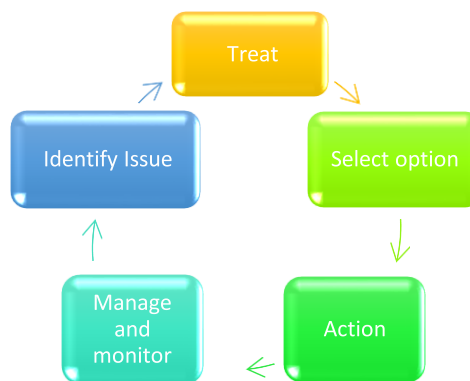 Treat
Select option
Action
Manage
and
monitor
Identify Issue